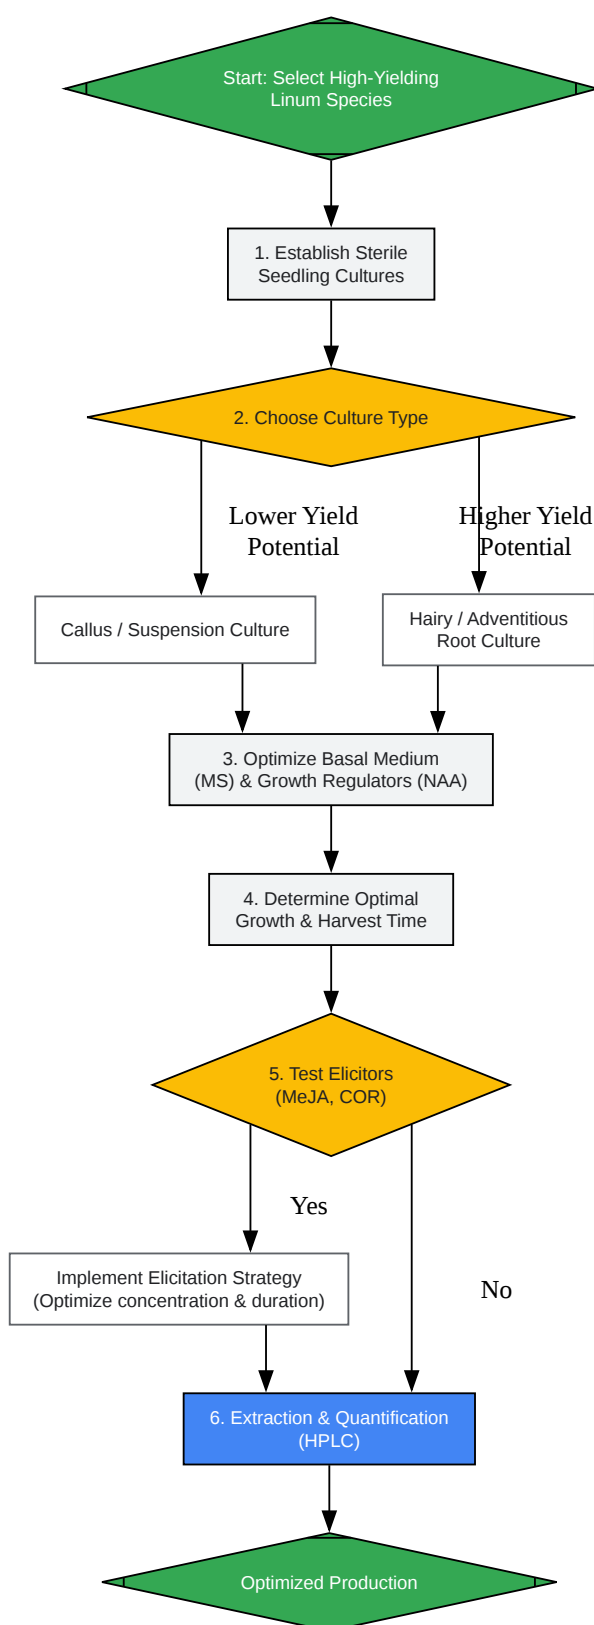 Start: Select High-Yielding
Linum Species
1. Establish Sterile
Seedling Cultures
2. Choose Culture Type
Lower Yield
Potential
Higher Yield
Potential
Callus / Suspension Culture
Hairy / Adventitious
Root Culture
3. Optimize Basal Medium
(MS) & Growth Regulators (NAA)
4. Determine Optimal
Growth & Harvest Time
5. Test Elicitors
(MeJA, COR)
Yes
Implement Elicitation Strategy
(Optimize concentration & duration)
No
6. Extraction & Quantification
(HPLC)
Optimized Production